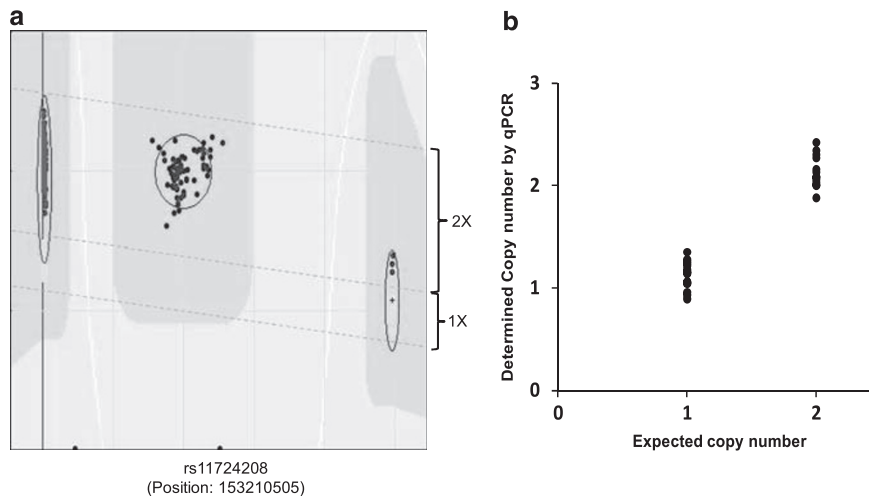 a
2X
1X
rs11724208
(Position: 153210505)
b
Determined Copy number by qPCR
3
2
1
0
0 1 2
Expected copy number